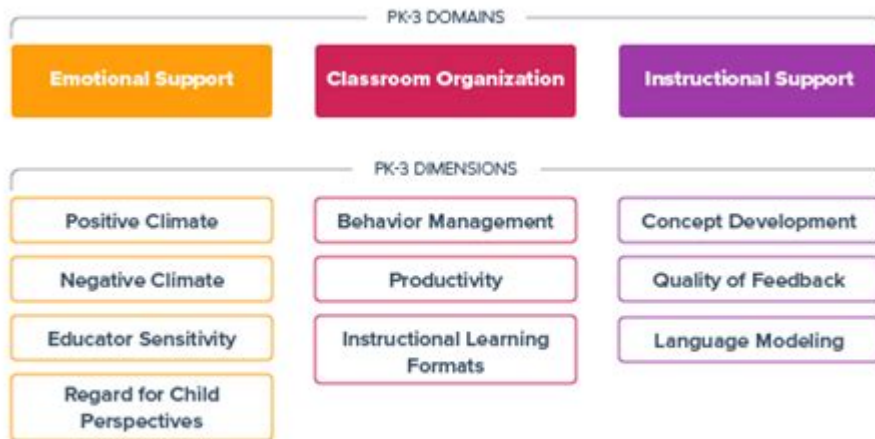 PK-3 DOMAINS
Emotional Support
Classroom Organization
Instructional Support
PK-3 DIMENSIONS
Positive Climate
Behavior Management
Concept Development
Negative Climate
Productivity
Quality of Feedback
Educator Sensitivity
Instructional Learning
Formats
Language Modeling
Regard for Child
Perspectives